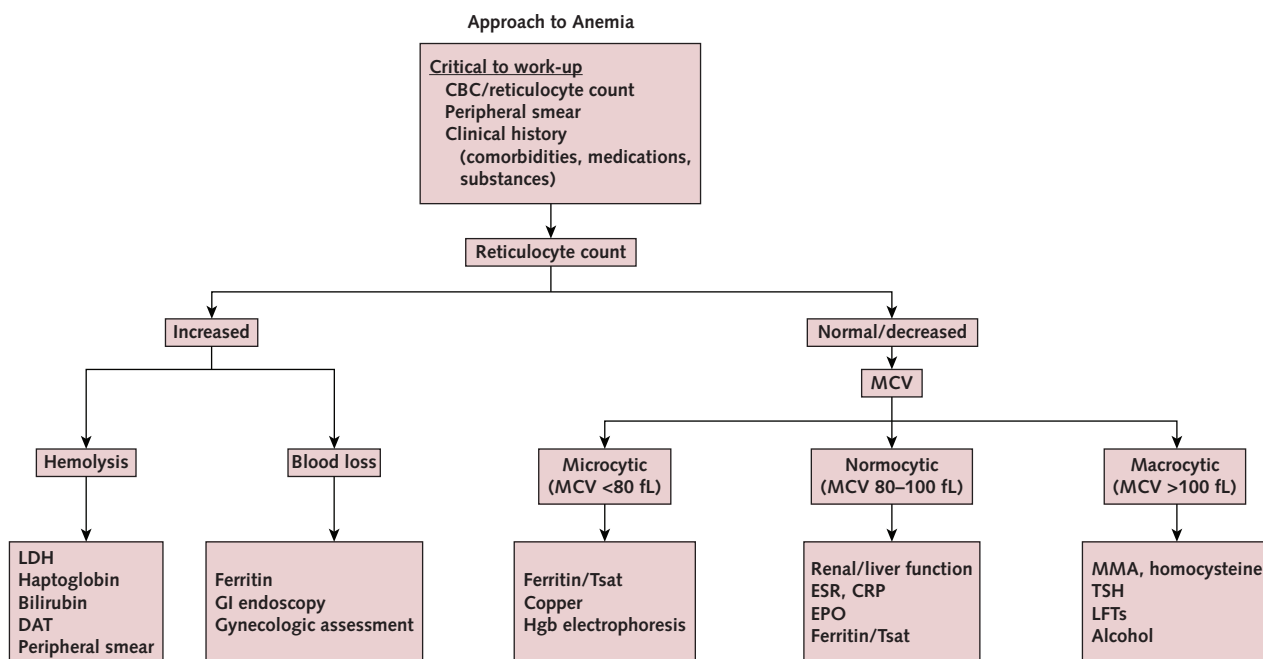 Approach to Anemia
Critical to work-up
CBC/reticulocyte count
Peripheral smear
Clinical history
(comorbidities, medications,
substances)
Reticulocyte count
Increased
Normal/decreased
MCV
Hemolysis
Blood loss
Microcytic
(MCV <80 fL)
Normocytic
(MCV 80–100 fL)
Macrocytic
(MCV >100 fL)
LDH
Haptoglobin
Bilirubin
DAT
Peripheral smear
Ferritin
GI endoscopy
Gynecologic assessment
Ferritin/Tsat
Copper
Hgb electrophoresis
Renal/liver function
ESR, CRP
EPO
Ferritin/Tsat
MMA, homocysteine
TSH
LFTs
Alcohol